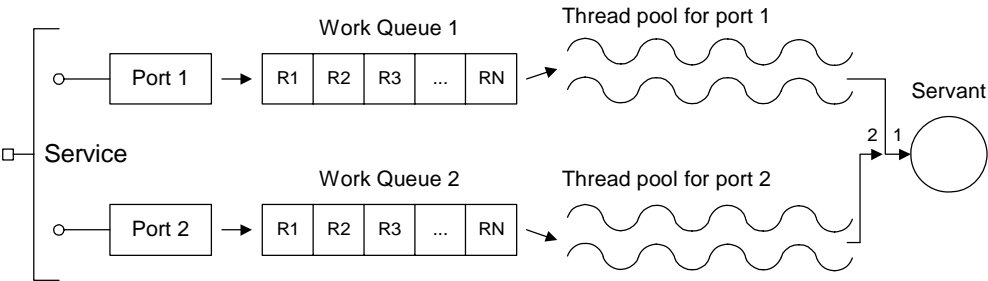 Work Queue 1
Thread pool for port 1
Port 1
R1 R2 R3 ... RN
Servant
2 1
Service
Work Queue 2
Thread pool for port 2
Port 2
R1 R2 R3 ... RN